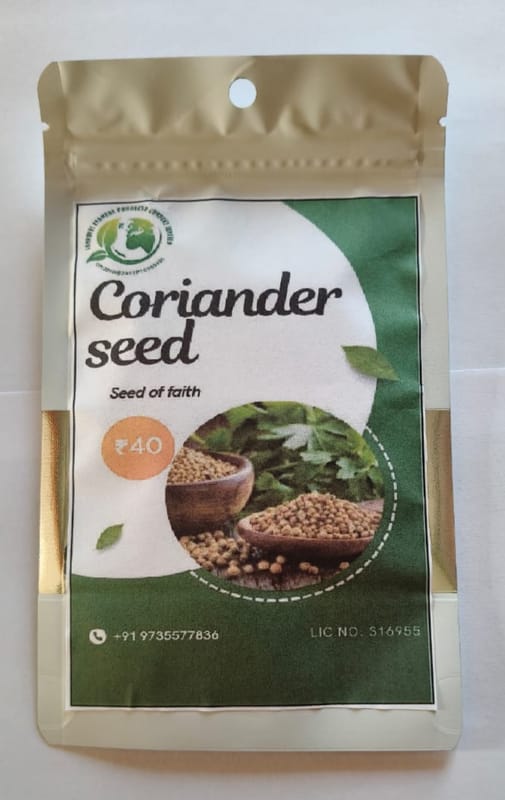 Coriander
seed
Seed of faith
₹40
+91 9735577836
LIC NO. 316955